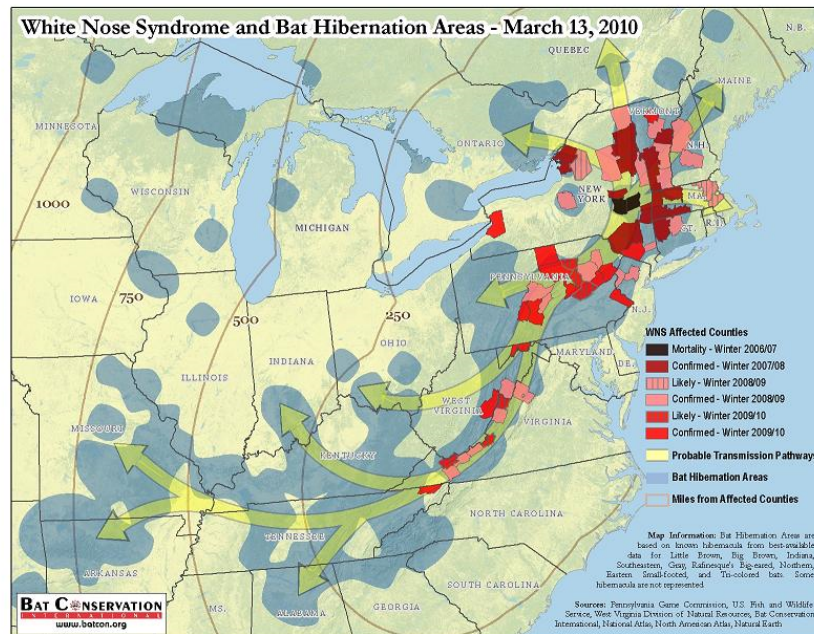 White Nose Syndrome and Bat Hibernation Areas - March 13, 2010
N.B.
QUEBEC
MAINE
MINNESOTA
VERMONT
ONTARIO
N.H.
WISCONSIN
NEW
YORK
MA.
1000
MICHIGAN
R.I.
CT.
PENNSYLVANIA
IOWA
750
N.J.
500
250
OHIO
MARYLAND
DE.
INDIANA
ILLINOIS
WEST
VIRGINIA
VIRGINIA
MISSOURI
KENTUCKY
NORTH CAROLINA
TENNESSEE
ARKANSAS
SOUTH CAROLINA
MS.
ALABAMA
GEORGIA
WNS Affected Counties
Mortality - Winter 2006/07
Confirmed - Winter 2007/08
Likely - Winter 2008/09
Confirmed - Winter 2008/09
Likely - Winter 2009/10
Confirmed - Winter 2009/10
Probable Transmission Pathways
Bat Hibernation Areas
Miles from Affected Counties
Map Information: Bat Hibernation Areas are
based on known hibernacula from best-available
data for Little Brown, Big Brown, Indiana,
Southeastern, Gray, Rafinesque's Big-eared, Northern,
Eastern Small-footed, and Tri-colored bats. Some
hibernacula are not represented.
Sources: Pennsylvania Game Commission, U.S. Fish and Wildlife
Service, West Virginia Division of Natural Resources, Bat Conservation
International, National Atlas, North American Atlas, Natural Earth
BAT CONSERVATION
INTERNATIONAL
www.batcon.org